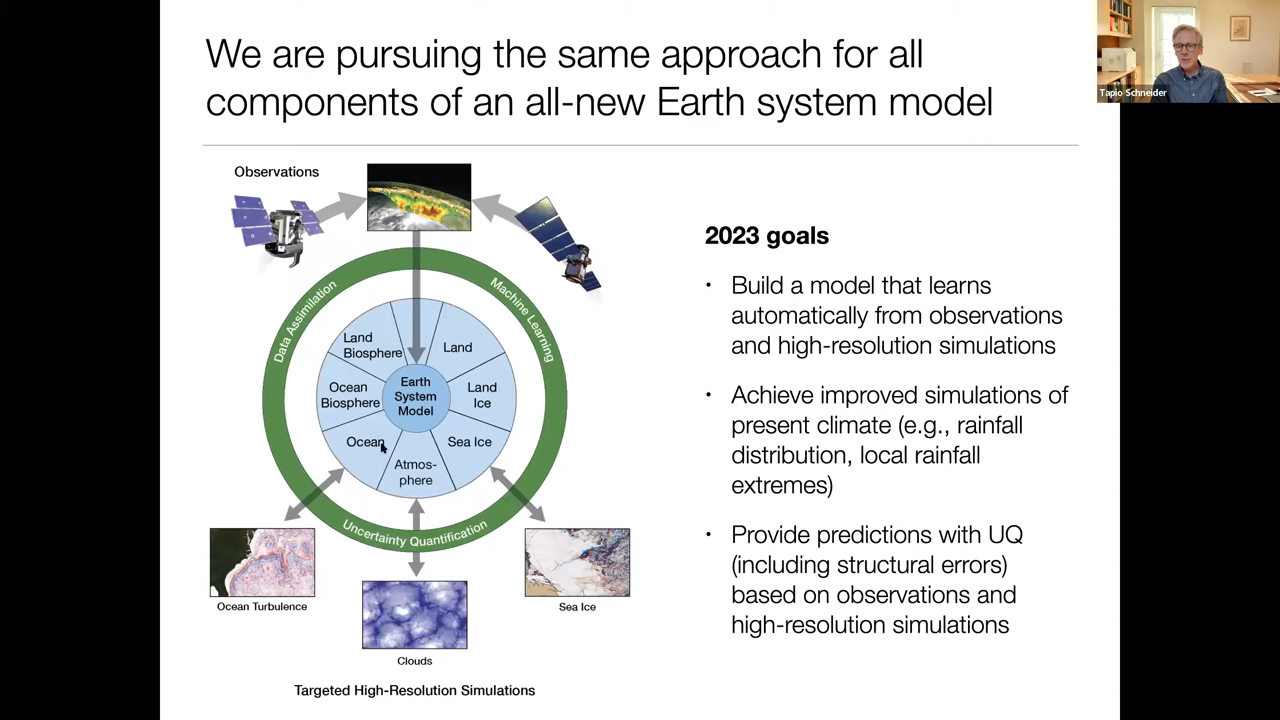 We are pursuing the same approach for all
components of an all-new Earth system model
Tapio Schneider
Observations
Data Assimilation
Machine Learning
Uncertainty Quantification
Land
Biosphere
Land
Ocean
Biosphere
Earth
System
Model
Land
Ice
Ocean
Atmos-
phere
Sea Ice
Ocean Turbulence
Clouds
Sea Ice
Targeted High-Resolution Simulations
2023 goals
• Build a model that learns
automatically from observations
and high-resolution simulations
• Achieve improved simulations of
present climate (e.g., rainfall
distribution, local rainfall
extremes)
• Provide predictions with UQ
(including structural errors)
based on observations and
high-resolution simulations